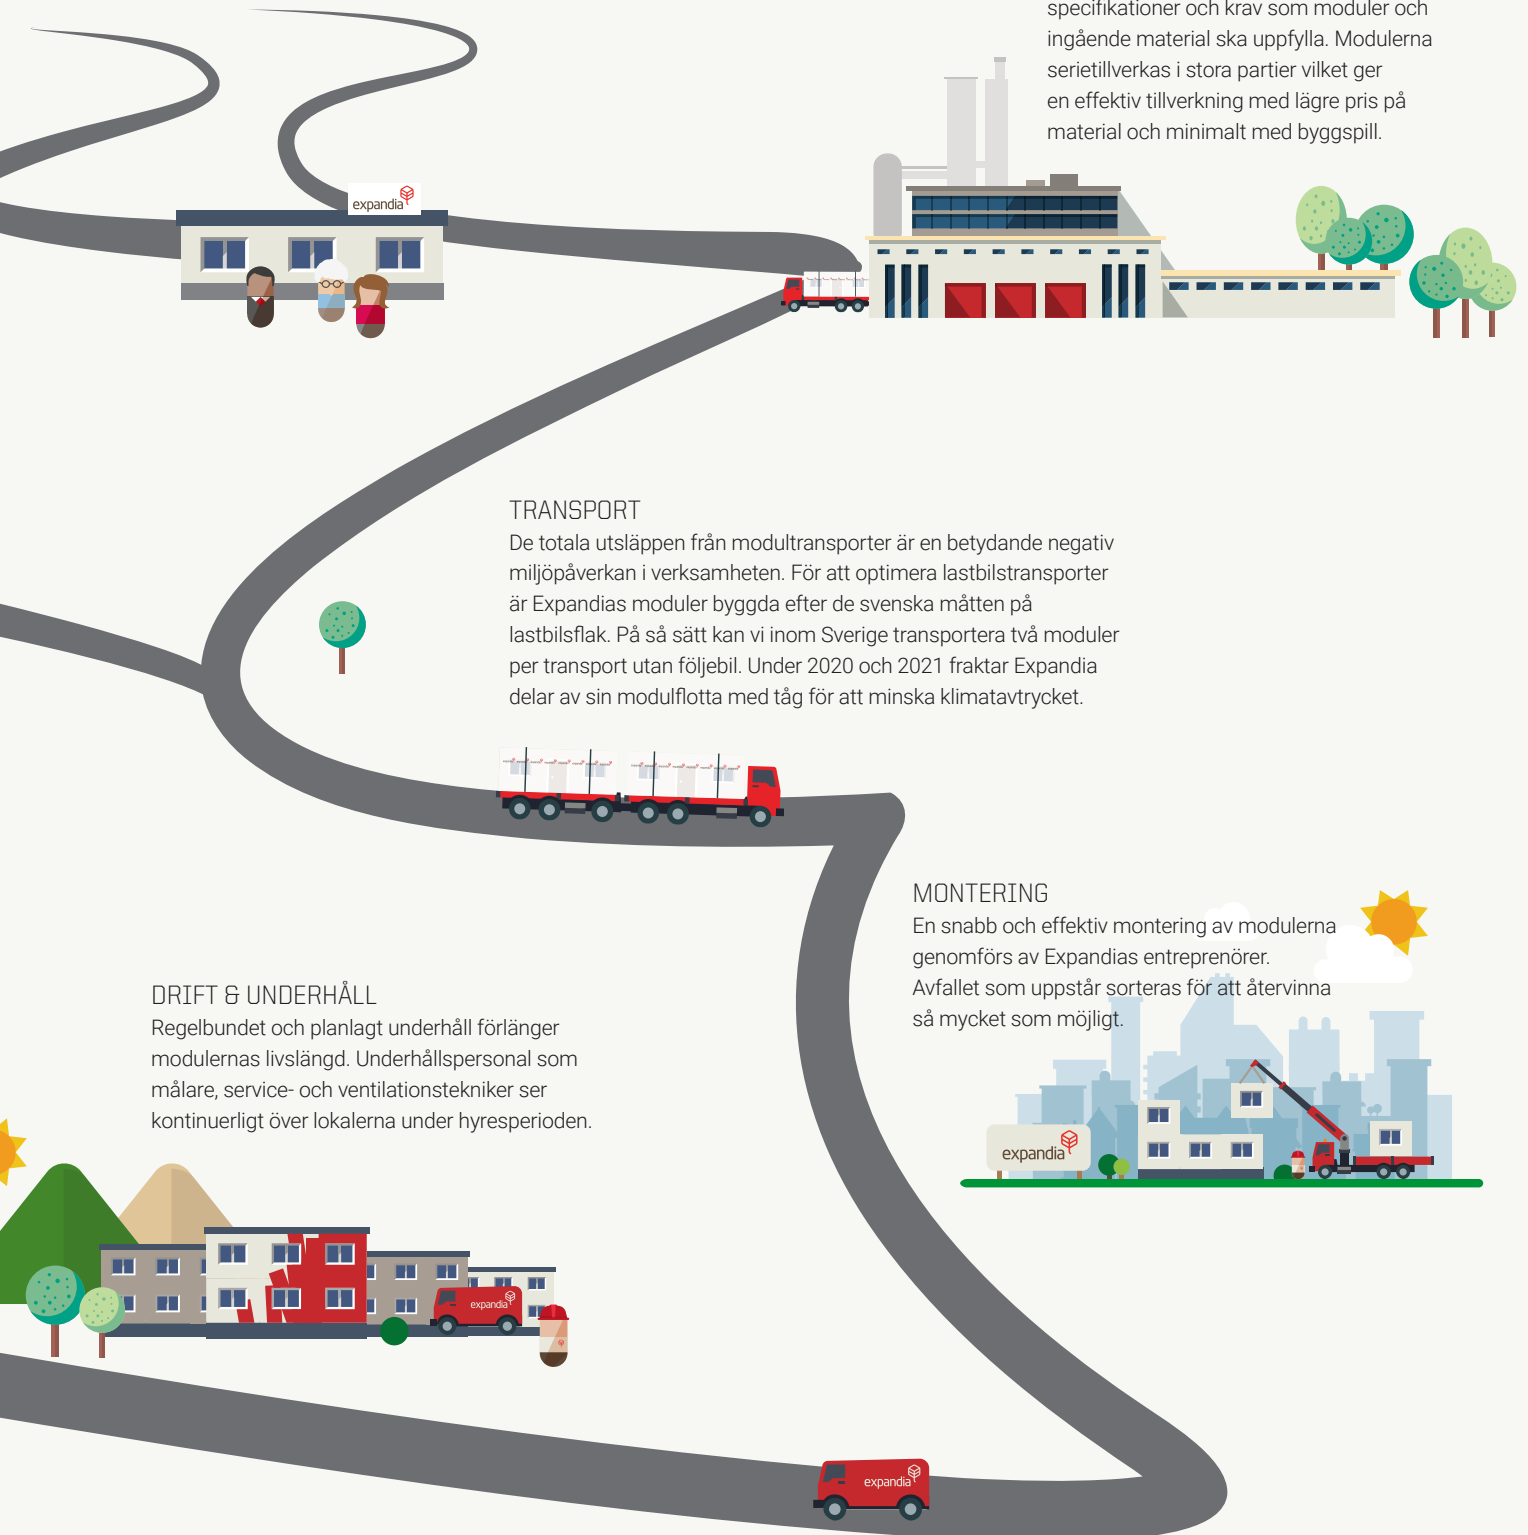 specifikationer och krav som moduler och
ingående material ska uppfylla. Modulerna
serietillverkas i stora partier vilket ger
en effektiv tillverkning med lägre pris på
material och minimalt med byggspill.
expandia
TRANSPORT
De totala utsläppen från modultransporter är en betydande negativ
miljöpåverkan i verksamheten. För att optimera lastbilstransporter
är Expandias moduler byggda efter de svenska måtten på
lastbilsflak. På så sätt kan vi inom Sverige transportera två moduler
per transport utan följebil. Under 2020 och 2021 fraktar Expandia
delar av sin modulflotta med tåg för att minska klimatavtrycket.
MONTERING
En snabb och effektiv montering av modulerna
genomförs av Expandias entreprenörer.
Avfallet som uppstår sorteras för att återvinna
så mycket som möjligt.
expandia
DRIFT & UNDERHÅLL
Regelbundet och planlagt underhåll förlänger
modulernas livslängd. Underhållspersonal som
målare, service- och ventilationstekniker ser
kontinuerligt över lokalerna under hyresperioden.
expandia
expandia